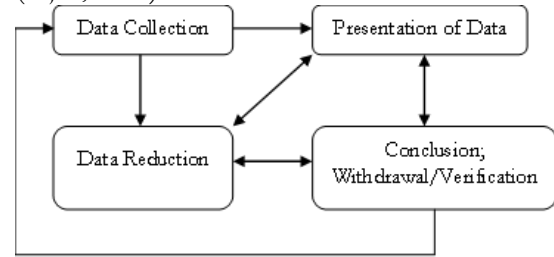 Data Collection
Presentation of Data
Data Reduction
Conclusion;
Withdrawal/Verification